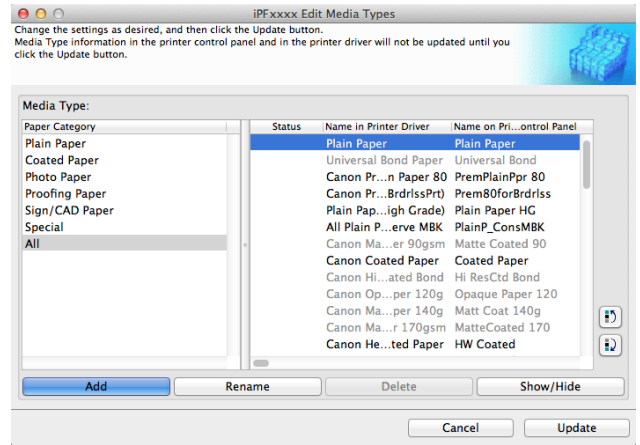 iPFxxxx Edit Media Types
Change the settings as desired, and then click the Update button.
Media Type information in the printer control panel and in the printer driver will not be updated until you
click the Update button.
Media Type:
Paper Category Status Name in Printer Driver Name on Pri...ontrol Panel
Plain Paper Plain Paper Plain Paper
Coated Paper Universal Bond Paper Universal Bond
Photo Paper Canon Pr...n Paper 80 PremPlainPpr 80
Proofing Paper Canon Pr...BrdrlssPrt) Prem80forBrdrlss
Sign/CAD Paper Plain Pap...igh Grade) Plain Paper HG
Special All Plain P...erve MBK PlainP_ConsMBK
All Canon Ma...er 90gsm Matte Coated 90
Canon Coated Paper Coated Paper
Canon Hi...ated Bond Hi ResCtd Bond
Canon Op...per 120g Opaque Paper 120
Canon Ma...per 140g Matt Coat 140g
Canon Ma...r 170gsm MatteCoated 170
Canon He...ted Paper HW Coated
Add Rename Delete Show/Hide
Cancel Update